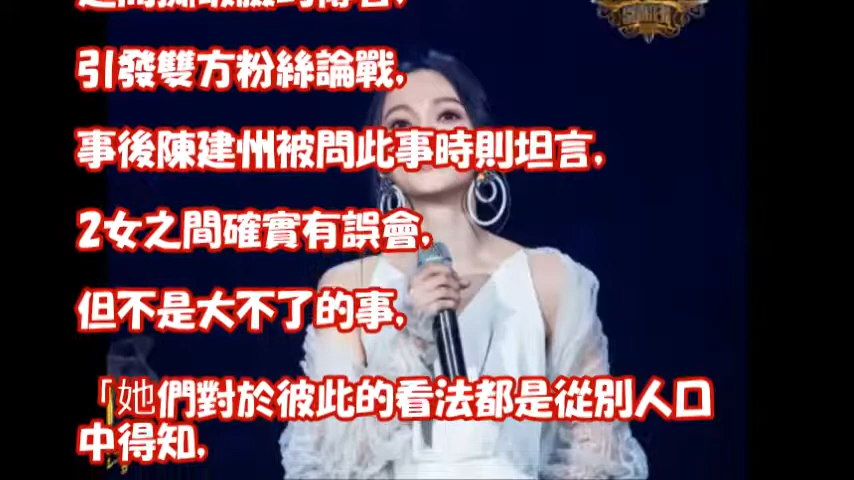 引發雙方粉絲論戰,
事後陳建州被問此事時則坦言,
2女之間確實有誤會,
但不是大不了的事,
「她們對於彼此的看法都是從別人口
中得知,